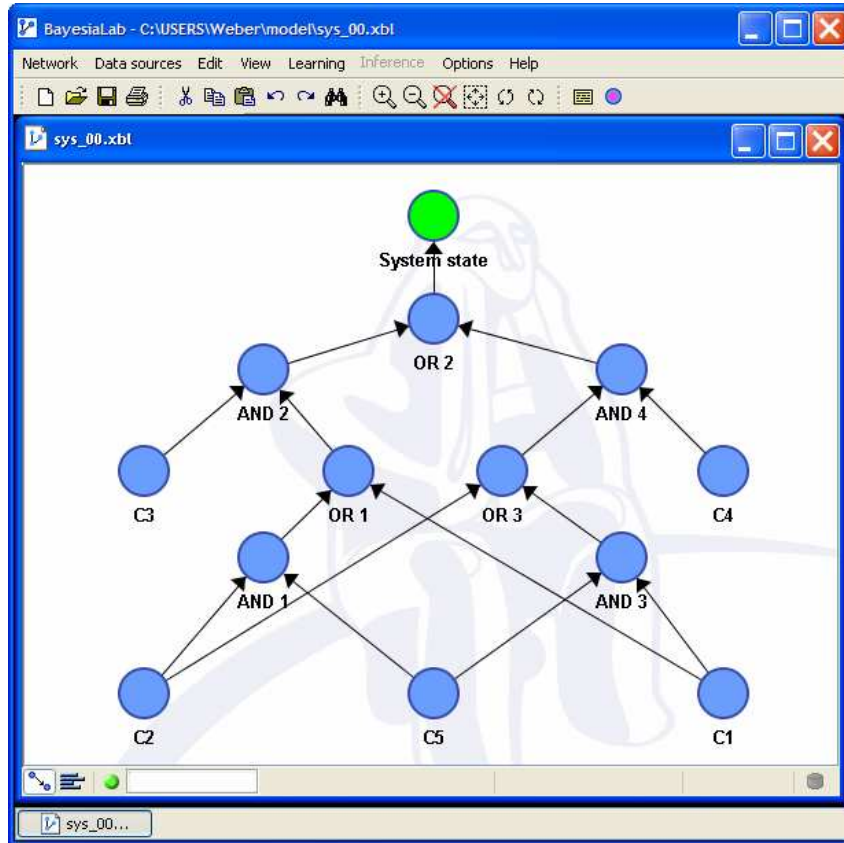 BayesiaLab - C:\USERS\Weber\model\sys_00.xbl
Network Data sources Edit View Learning Inference Options Help
sys_00.xbl
System state
OR 2
AND 2 AND 4
C3 OR 1 OR 3 C4
AND 1 AND 3
C2 C5 C1
sys_00...